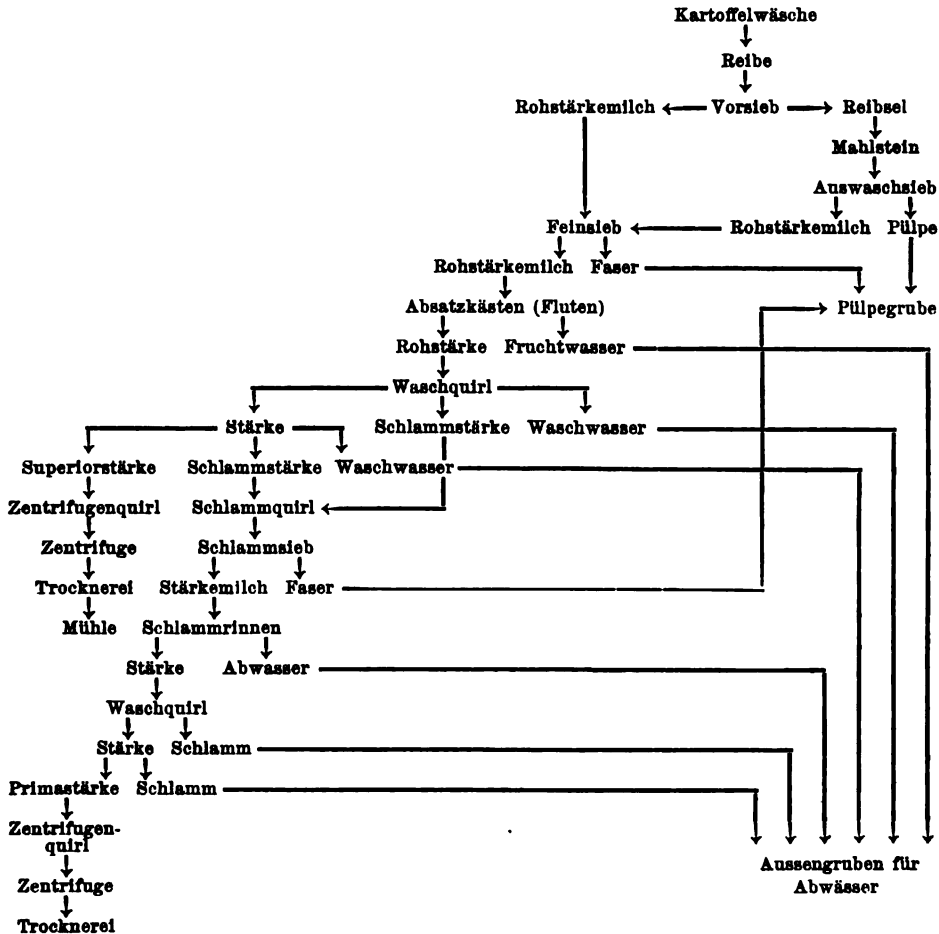 Kartoffelwäsche
Reibe
Rohstärkemilch Vorsieb Reibsel
Mahlstein
Auswaschsieb
Feinsieb Rohstärkemilch Pülpe
Rohstärkemilch Faser
Absatzkästen (Fluten) Pülpegrube
Rohstärke Fruchtwasser
Waschquirl
Stärke Schlammstärke Waschwasser
Superiorstärke Schlammstärke Waschwasser
Zentrifugenquirl Schlammquirl
Zentrifuge Schlammsieb
Trocknerei Stärkemilch Faser
Mühle Schlammrinnen
Stärke Abwasser
Waschquirl
Stärke Schlamm
Primastärke Schlamm
Zentrifugen-
quirl
Aussengruben für
Abwässer
Zentrifuge
Trocknerei